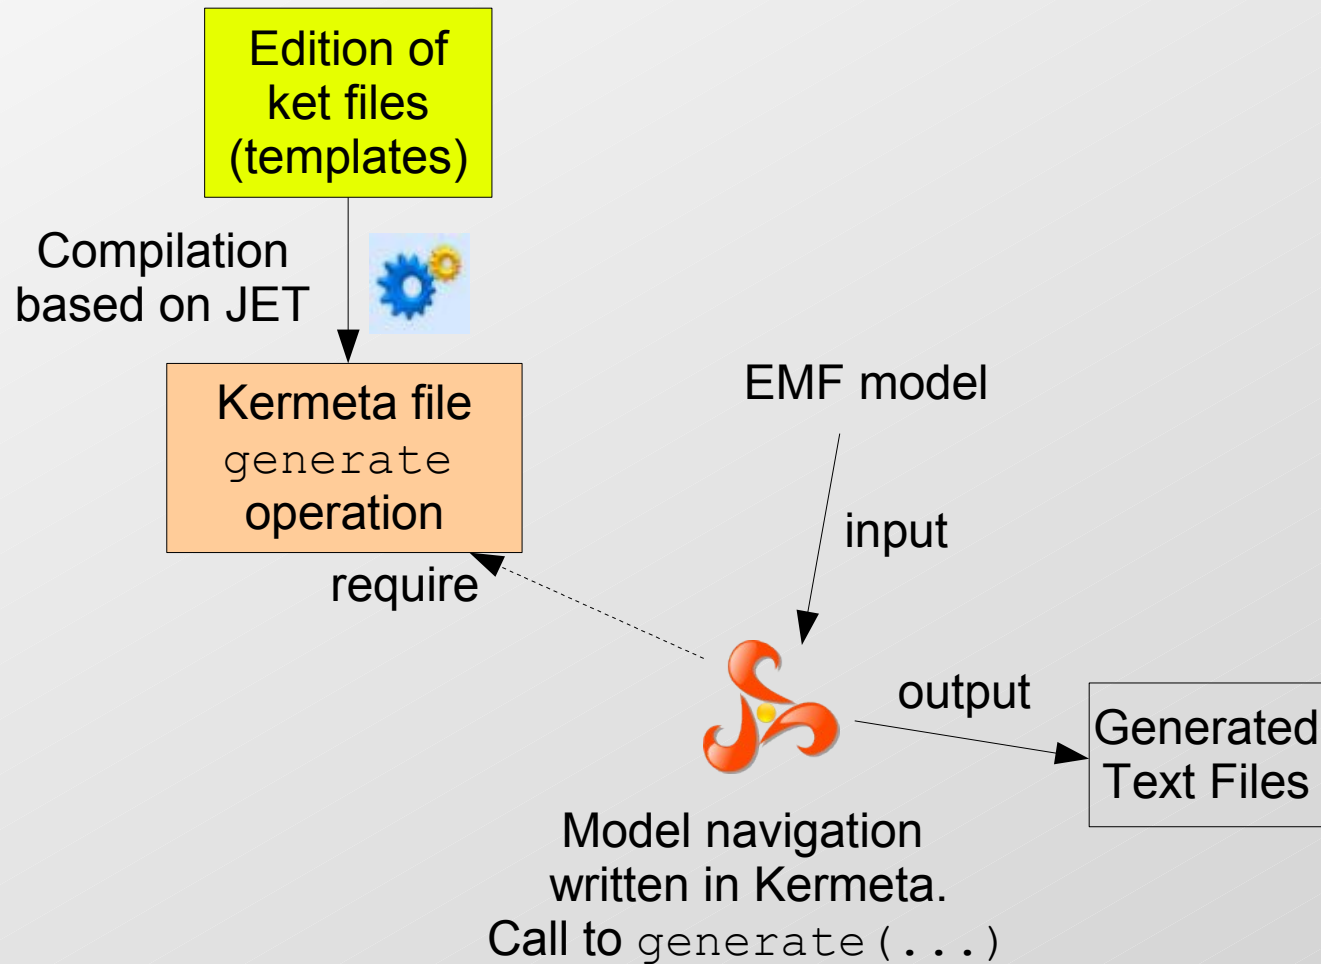 Edition of
ket files
(templates)
Compilation
based on JET
Kermeta file
generate
operation
EMF model
input
require
output
Generated
Text Files
Model navigation
written in Kermeta.
Call to generate(...)